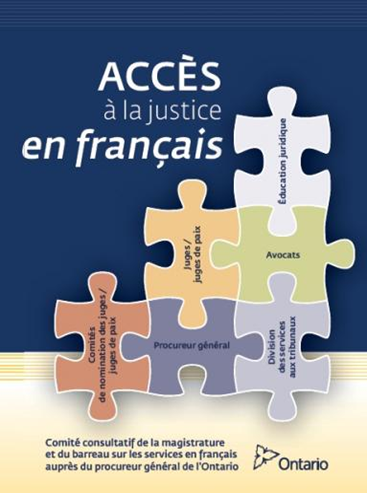 ACCÈS
à la justice
en français
Éducation juridique
Juges/
juges de paix
Avocats
Comités
de nomination des juges/
juges de paix
Procureur général
Division
des services
aux tribunaux
Comité consultatif de la magistrature
et du barreau sur les services en français
auprès du procureur général de l'Ontario
Ontario